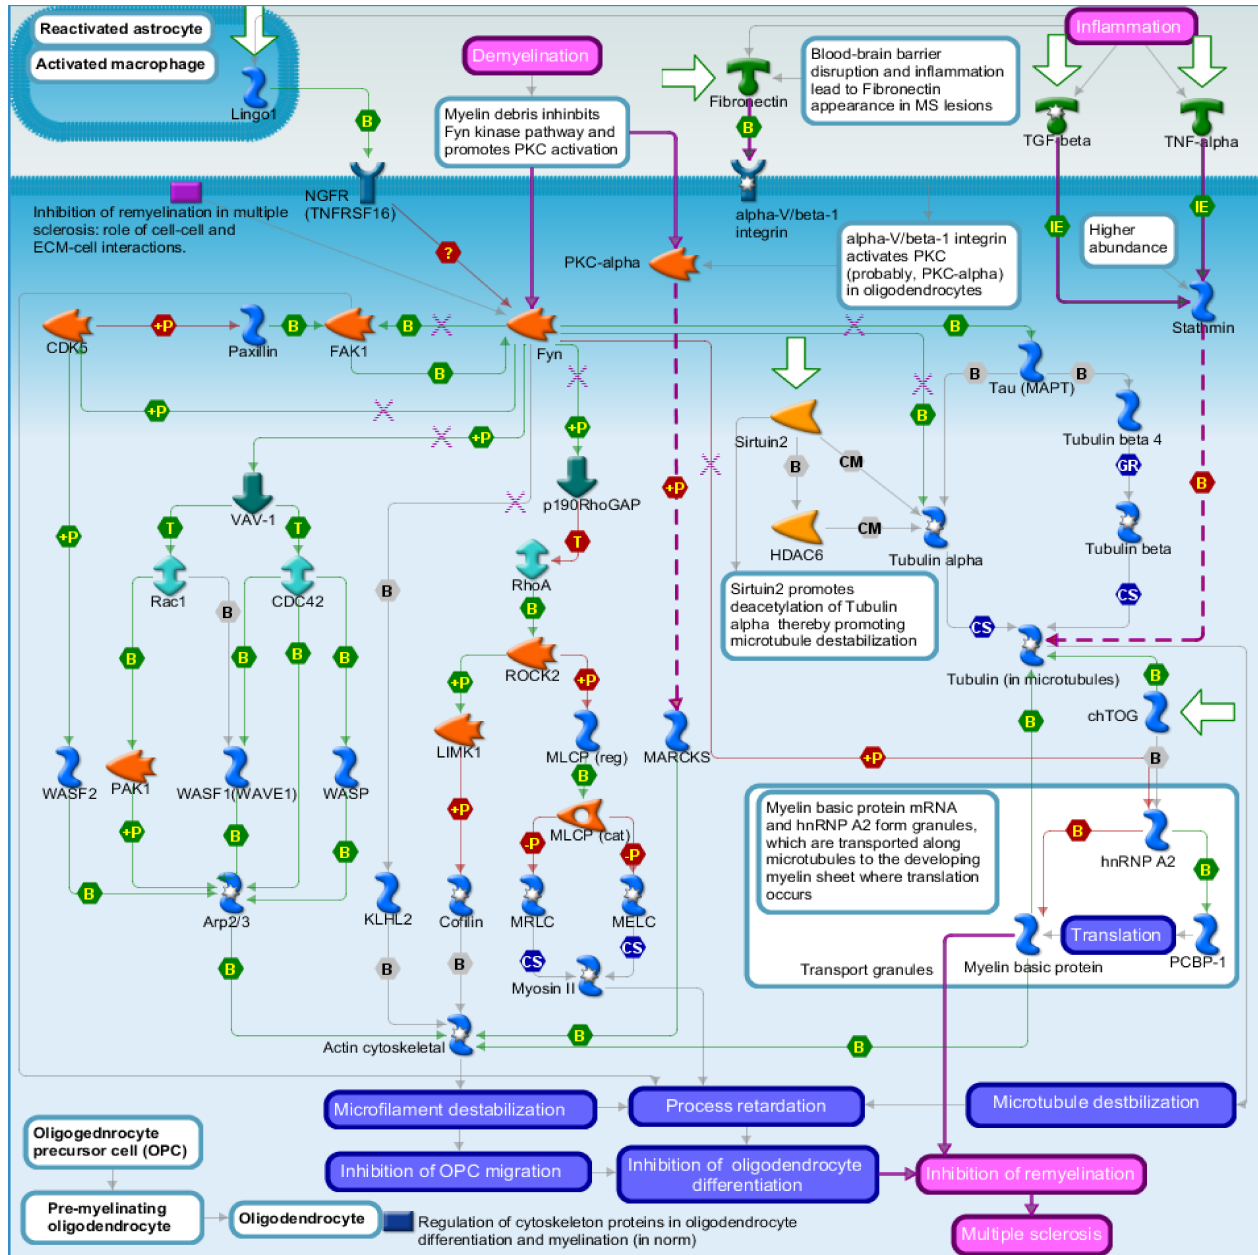 Reactivated astrocyte
Activated macrophage
Lingo1
B
NGFR
(TNFRSF16)
Demyelination
Myelin debris inhinbits
Fyn kinase pathway and
promotes PKC activation
Fibronectin
B
alpha-V/beta-1
integrin
Blood-brain barrier
disruption and inflammation
lead to Fibronectin
appearance in MS lesions
Inflammation
TGF-beta
TNF-alpha
IE
IE
Higher
abundance
Stathmin
Inhibition of remyelination in multiple
sclerosis: role of cell-cell and
ECM-cell interactions.
?
PKC-alpha
alpha-V/beta-1 integrin
activates PKC
(probably, PKC-alpha)
in oligodendrocytes
CDK5
+P
Paxillin
B
FAK1
B
Fyn
B
B
Tau (MAPT)
B
B
+P
+P
+P
B
Sirtuin2
B
CM
HDAC6
CM
Tubulin alpha
Tubulin beta 4
GR
Tubulin beta
CS
CS
B
VAV-1
T
T
p190RhoGAP
T
+P
+P
Rac1
B
CDC42
B
RhoA
B
ROCK2
B
B
B
B
+P
+P
Sirtuin2 promotes
deacetylation of Tubulin
alpha thereby promoting
microtubule destabilization
Tubulin (in microtubules)
B
chTOG
B
B
+P
WASF2
PAK1
WASF1(WAVE1)
WASP
LIMK1
MLCP (reg)
MARCKS
+P
B
B
+P
B
MLCP (cat)
-P
-P
B
Arp2/3
KLHL2
Cofilin
MRLC
MELC
B
B
CS
CS
Myosin II
B
Actin cytoskeletal
B
Myelin basic protein mRNA
and hnRNP A2 form granules,
which are transported along
microtubules to the developing
myelin sheet where translation
occurs
B
hnRNP A2
B
Translation
PCBP-1
Myelin basic protein
Transport granules
Microfilament destabilization
Process retardation
Microtubule destbilization
Inhibition of OPC migration
Inhibition of oligodendrocyte
differentiation
Inhibition of remyelination
Multiple sclerosis
Oligogednrocyte
precursor cell (OPC)
Pre-myelinating
oligodendrocyte
Oligodendrocyte
Regulation of cytoskeleton proteins in oligodendrocyte
differentiation and myelination (in norm)